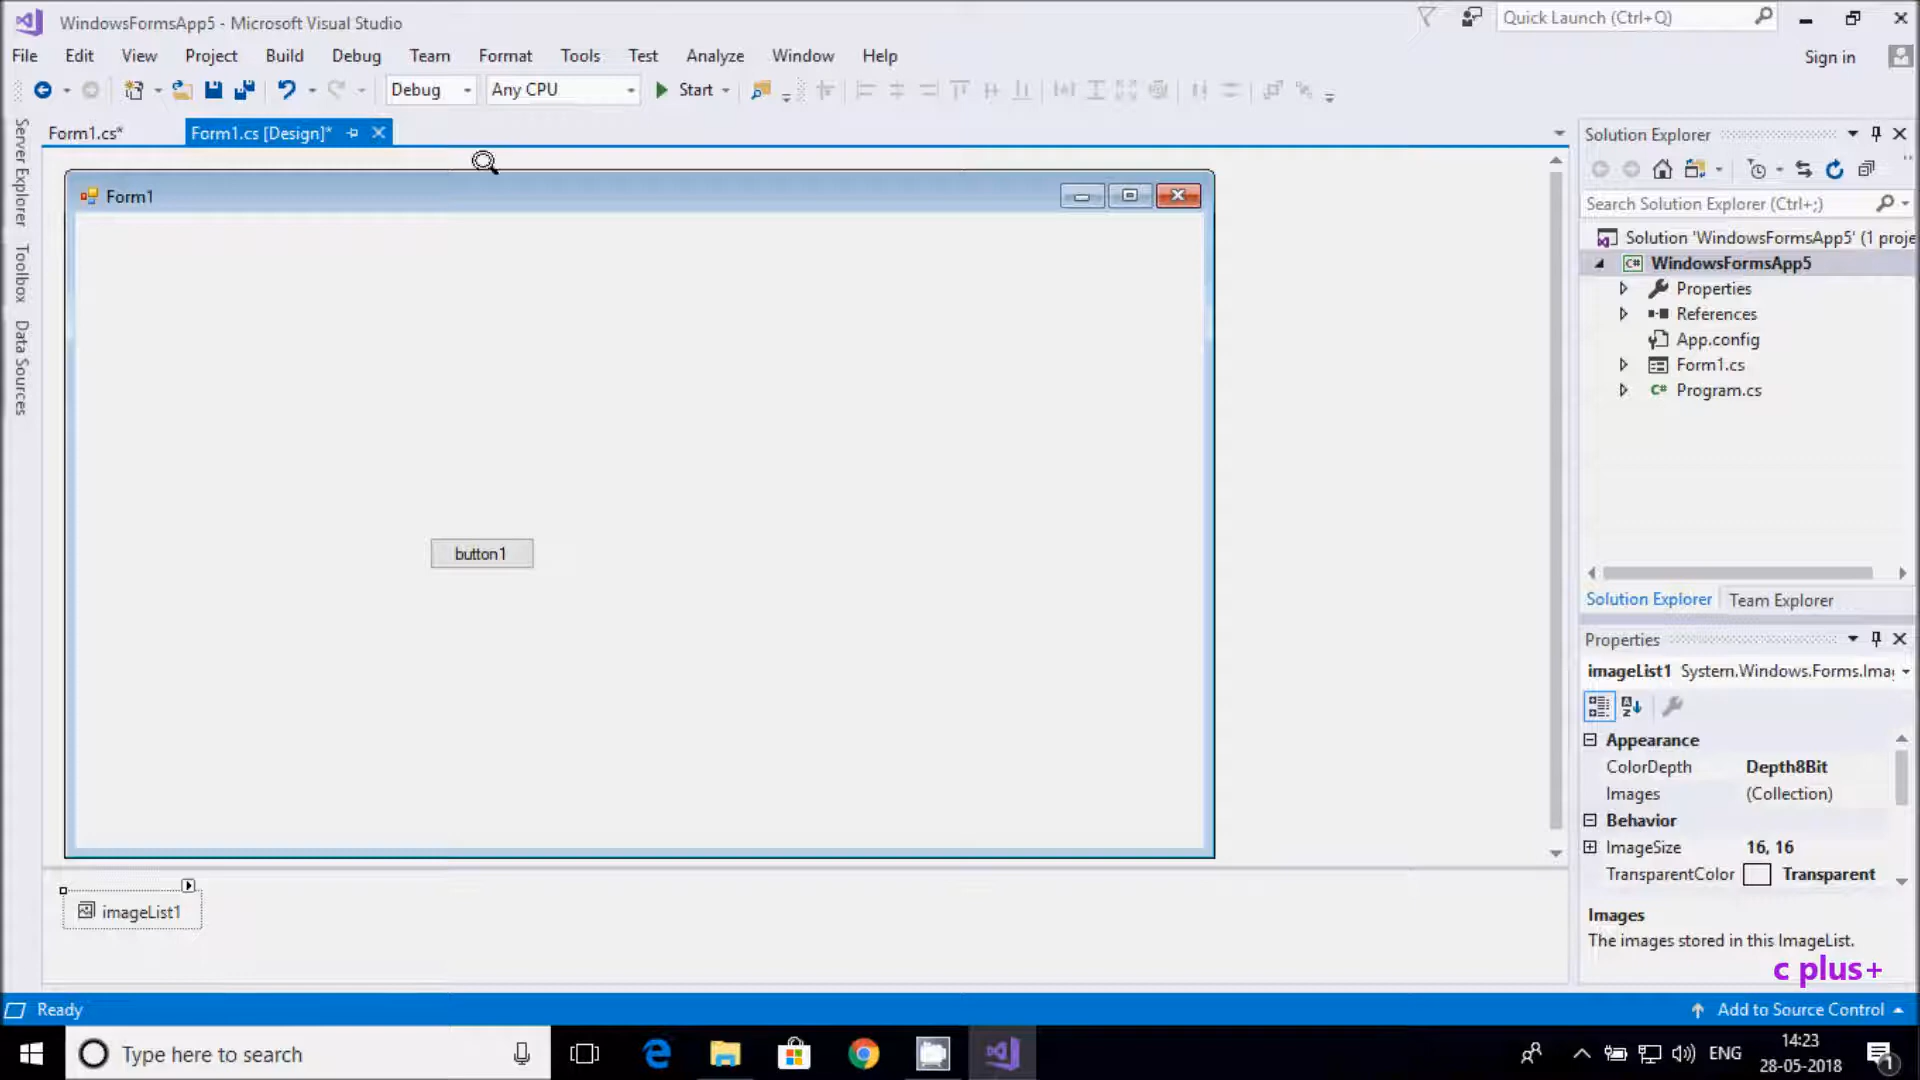 WindowsFormsApp5 - Microsoft Visual Studio
Quick Launch (Ctrl+Q)
File Edit View Project Build Debug Team Format Tools Test Analyze Window Help
Sign in
Debug Any CPU Start
Form1.cs* Form1.cs [Design]*
Server Explorer
Toolbox
Data Sources
Form1
button1
imageList1
Solution Explorer
Search Solution Explorer (Ctrl+;)
Solution 'WindowsFormsApp5' (1 proje
C# WindowsFormsApp5
Properties
References
App.config
Form1.cs
C# Program.cs
Solution Explorer Team Explorer
Properties
imageList1 System.Windows.Forms.Ima
Appearance
ColorDepth Depth8Bit
Images (Collection)
Behavior
ImageSize 16, 16
TransparentColor Transparent
Images
The images stored in this ImageList.
c plus+
Ready
Add to Source Control
Type here to search
ENG
14:23
28-05-2018
1